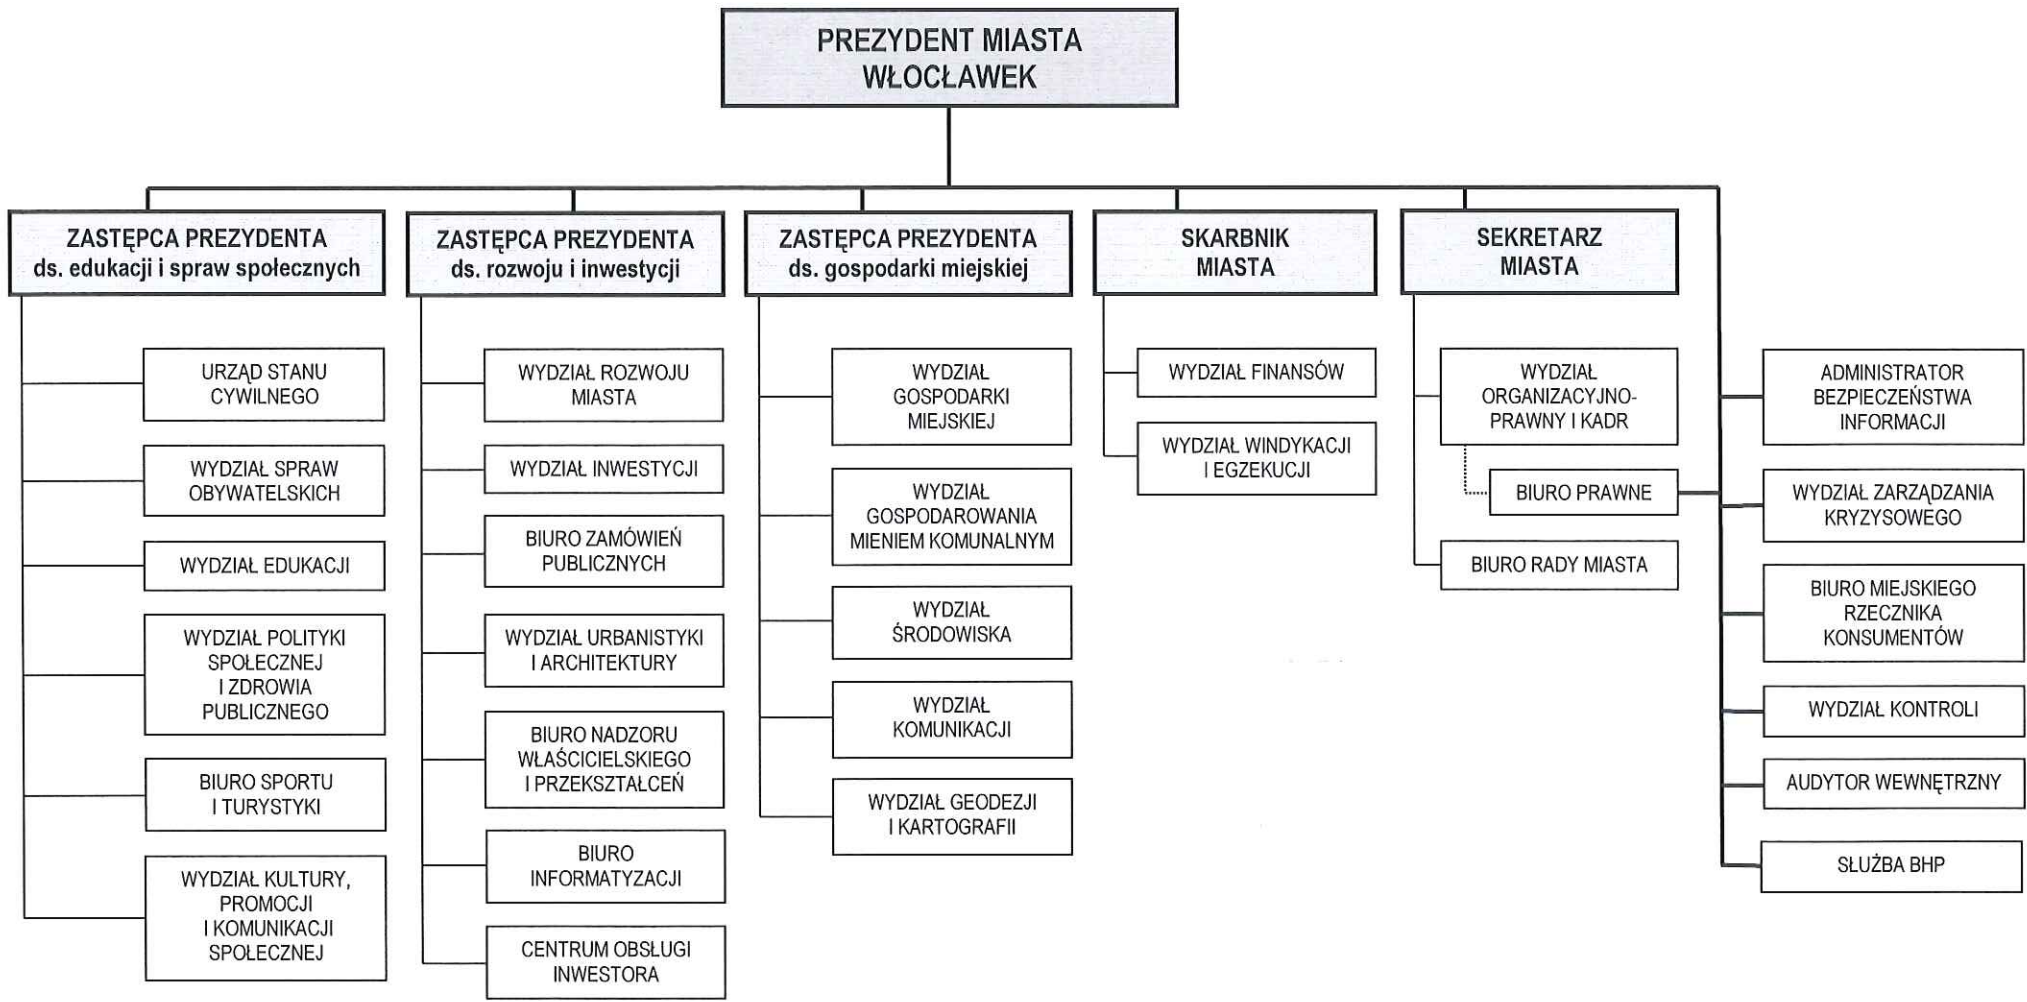 PREZYDENT MIASTA
WŁOCŁAWEK
ZASTĘPCA PREZYDENTA
ds. edukacji i spraw społecznych
URZĄD STANU
CYWILNEGO
WYDZIAŁ SPRAW
OBYWATELSKICH
WYDZIAŁ EDUKACJI
WYDZIAŁ POLITYKI
SPOŁECZNEJ
I ZDROWIA
PUBLICZNEGO
BIURO SPORTU
I TURYSTYKI
WYDZIAŁ KULTURY,
PROMOCJI
I KOMUNIKACJI
SPOŁECZNEJ
ZASTĘPCA PREZYDENTA
ds. rozwoju i inwestycji
WYDZIAŁ ROZWOJU
MIASTA
WYDZIAŁ INWESTYCJI
BIURO ZAMÓWIEŃ
PUBLICZNYCH
WYDZIAŁ URBANISTYKI
I ARCHITEKTURY
BIURO NADZORU
WŁAŚCICIELSKIEGO
I PRZEKSZTAŁCEŃ
BIURO
INFORMATYZACJI
CENTRUM OBSŁUGI
INWESTORA
ZASTĘPCA PREZYDENTA
ds. gospodarki miejskiej
WYDZIAŁ
GOSPODARKI
MIEJSKIEJ
WYDZIAŁ
GOSPODAROWANIA
MIENIEM KOMUNALNYM
WYDZIAŁ
ŚRODOWISKA
WYDZIAŁ
KOMUNIKACJI
WYDZIAŁ GEODEZJI
I KARTOGRAFII
SKARBNIK
MIASTA
WYDZIAŁ FINANSÓW
WYDZIAŁ WINDYKACJI
I EGZEKUCJI
SEKRETARZ
MIASTA
WYDZIAŁ
ORGANIZACYJNO-
PRAWNY I KADR
BIURO PRAWNE
BIURO RADY MIASTA
ADMINISTRATOR
BEZPIECZEŃSTWA
INFORMACJI
WYDZIAŁ ZARZĄDZANIA
KRYZYSOWEGO
BIURO MIEJSKIEGO
RZECZNIKA
KONSUMENTÓW
WYDZIAŁ KONTROLI
AUDYTOR WEWNĘTRZNY
SŁUŻBA BHP